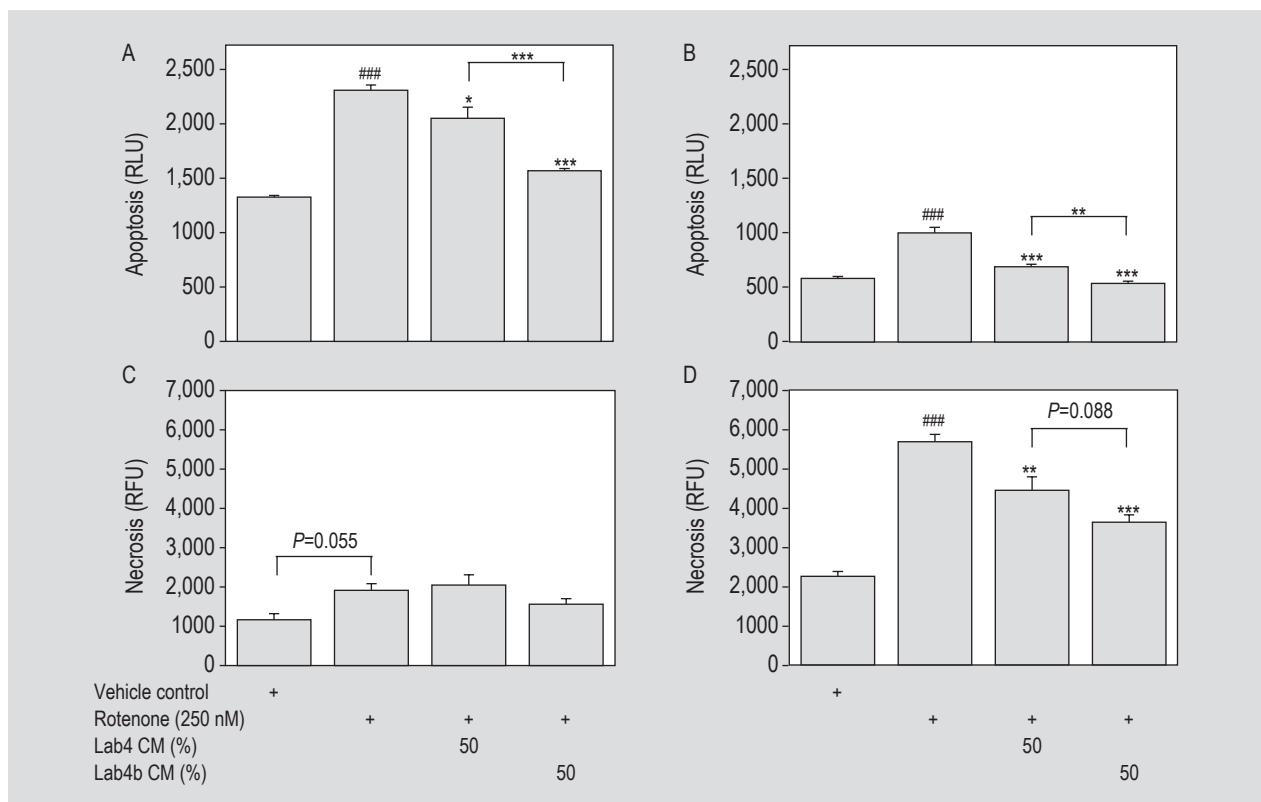 A
Apoptosis (RLU)
2,500
2,000
1,500
1000
500
0
###
*
***
***
B
Apoptosis (RLU)
2,500
2,000
1,500
1000
500
0
###
***
**
***
C
Necrosis (RFU)
7,000
6,000
5,000
4,000
3,000
2,000
1000
0
P=0.055
D
Necrosis (RFU)
7,000
6,000
5,000
4,000
3,000
2,000
1000
0
###
**
P=0.088
***
Vehicle control + +
Rotenone (250 nM) + + + + + +
Lab4 CM (%) 50 50
Lab4b CM (%) 50 50